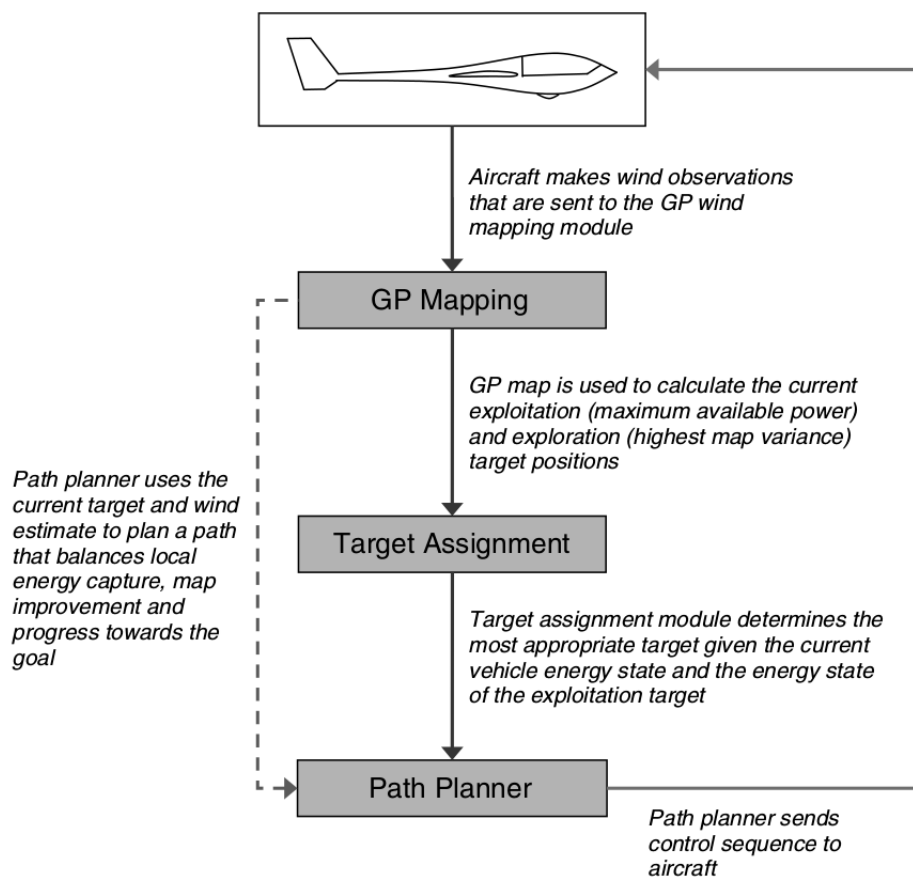 Aircraft makes wind observations
that are sent to the GP wind
mapping module
GP Mapping
GP map is used to calculate the current
exploitation (maximum available power)
and exploration (highest map variance)
target positions
Path planner uses the
current target and wind
estimate to plan a path
that balances local
energy capture, map
improvement and
progress towards the
goal
Target Assignment
Target assignment module determines the
most appropriate target given the current
vehicle energy state and the energy state
of the exploitation target
Path Planner
Path planner sends
control sequence to
aircraft